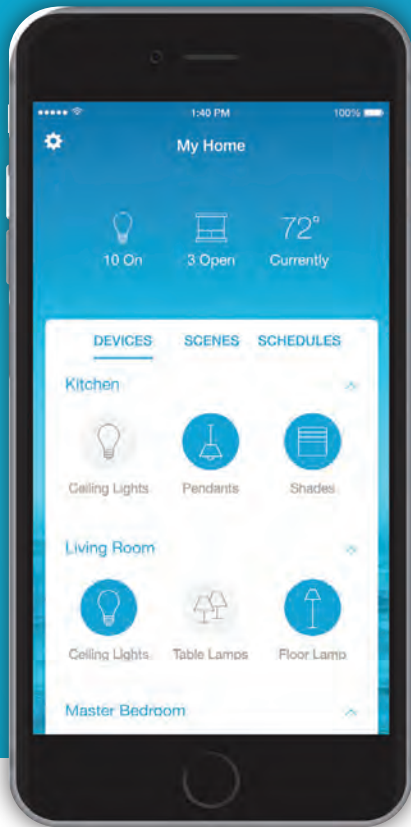 1:40 PM 100%
My Home
10 On 3 Open 72° Currently
DEVICES SCENES SCHEDULES
Kitchen
Ceiling Lights Pendants Shades
Living Room
Ceiling Lights Table Lamps Floor Lamp
Master Bedroom